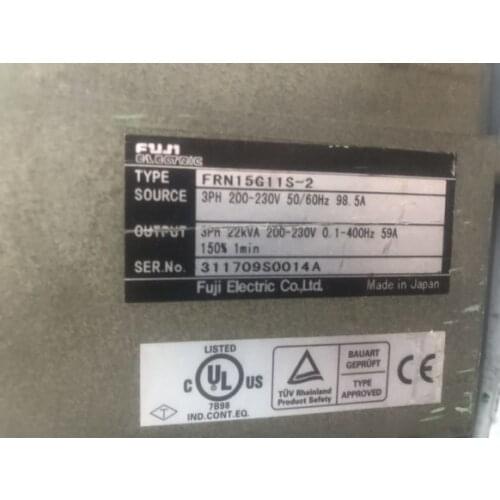 FUJI
ELECTRIC
TYPE FRN15G11S-2
SOURCE 3PH 200-230V 50/60Hz 98.5A
OUTPUT 3PH 22kVA 200-230V 0.1-400Hz 59A
150% 1min
SER.No. 311709S0014A
Fuji Electric Co.,Ltd. Made in Japan
LISTED
C UL US
7B98
IND.CONT.EQ.
T
TÜV Rheinland
Product Safety
BAUART
GEPRÜFT
TYPE
APPROVED
CE